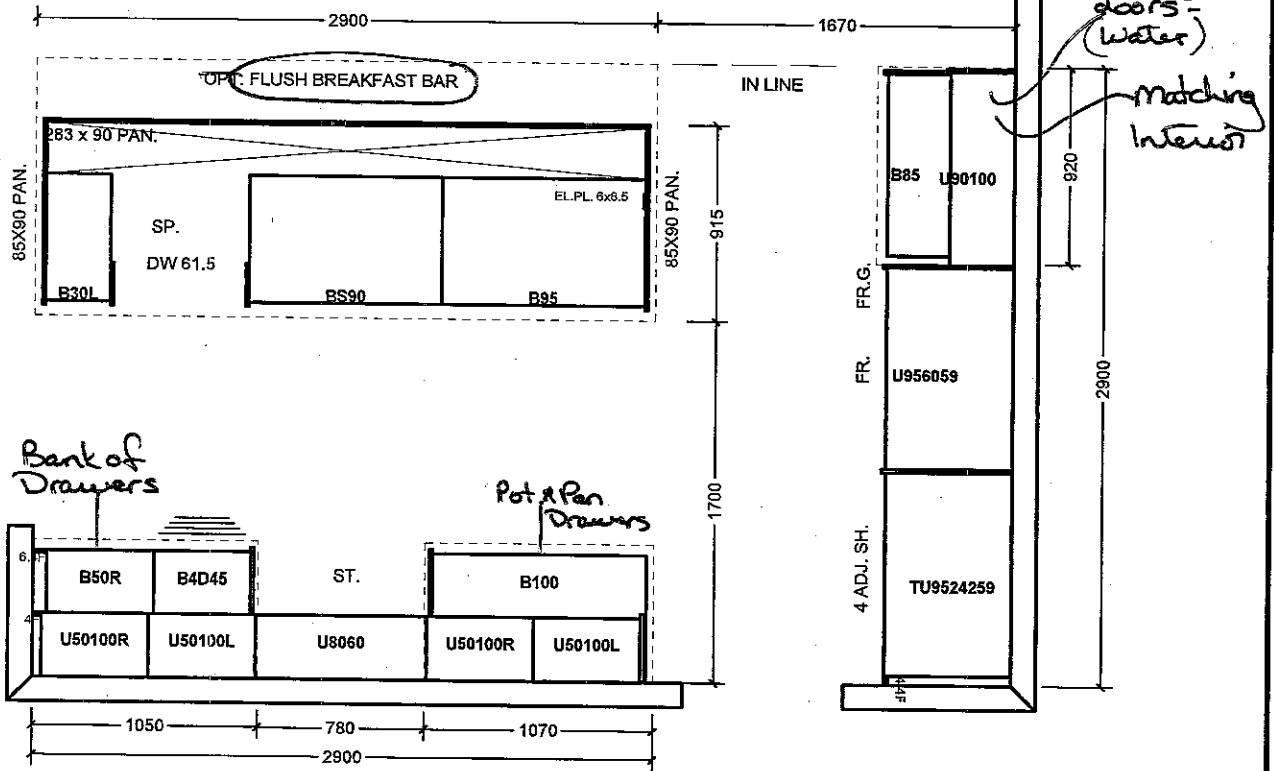 2900
1670
doors-
(Water)
OPT. FLUSH BREAKFAST BAR
IN LINE
Matching
Interior
283 x 90 PAN.
85X90 PAN.
SP.
DW 61.5
EL.PL. 6x6.5
85X90 PAN.
915
B85
U90100
920
B30L
BS90
B95
FR.G.
FR.
U956059
2900
1700
Bank of
Drawers
Pot & Pan
Drawers
B50R
B4D45
ST.
B100
4 ADJ. SH.
TU9524259
U50100R
U50100L
U8060
U50100R
U50100L
1050
780
1070
2900